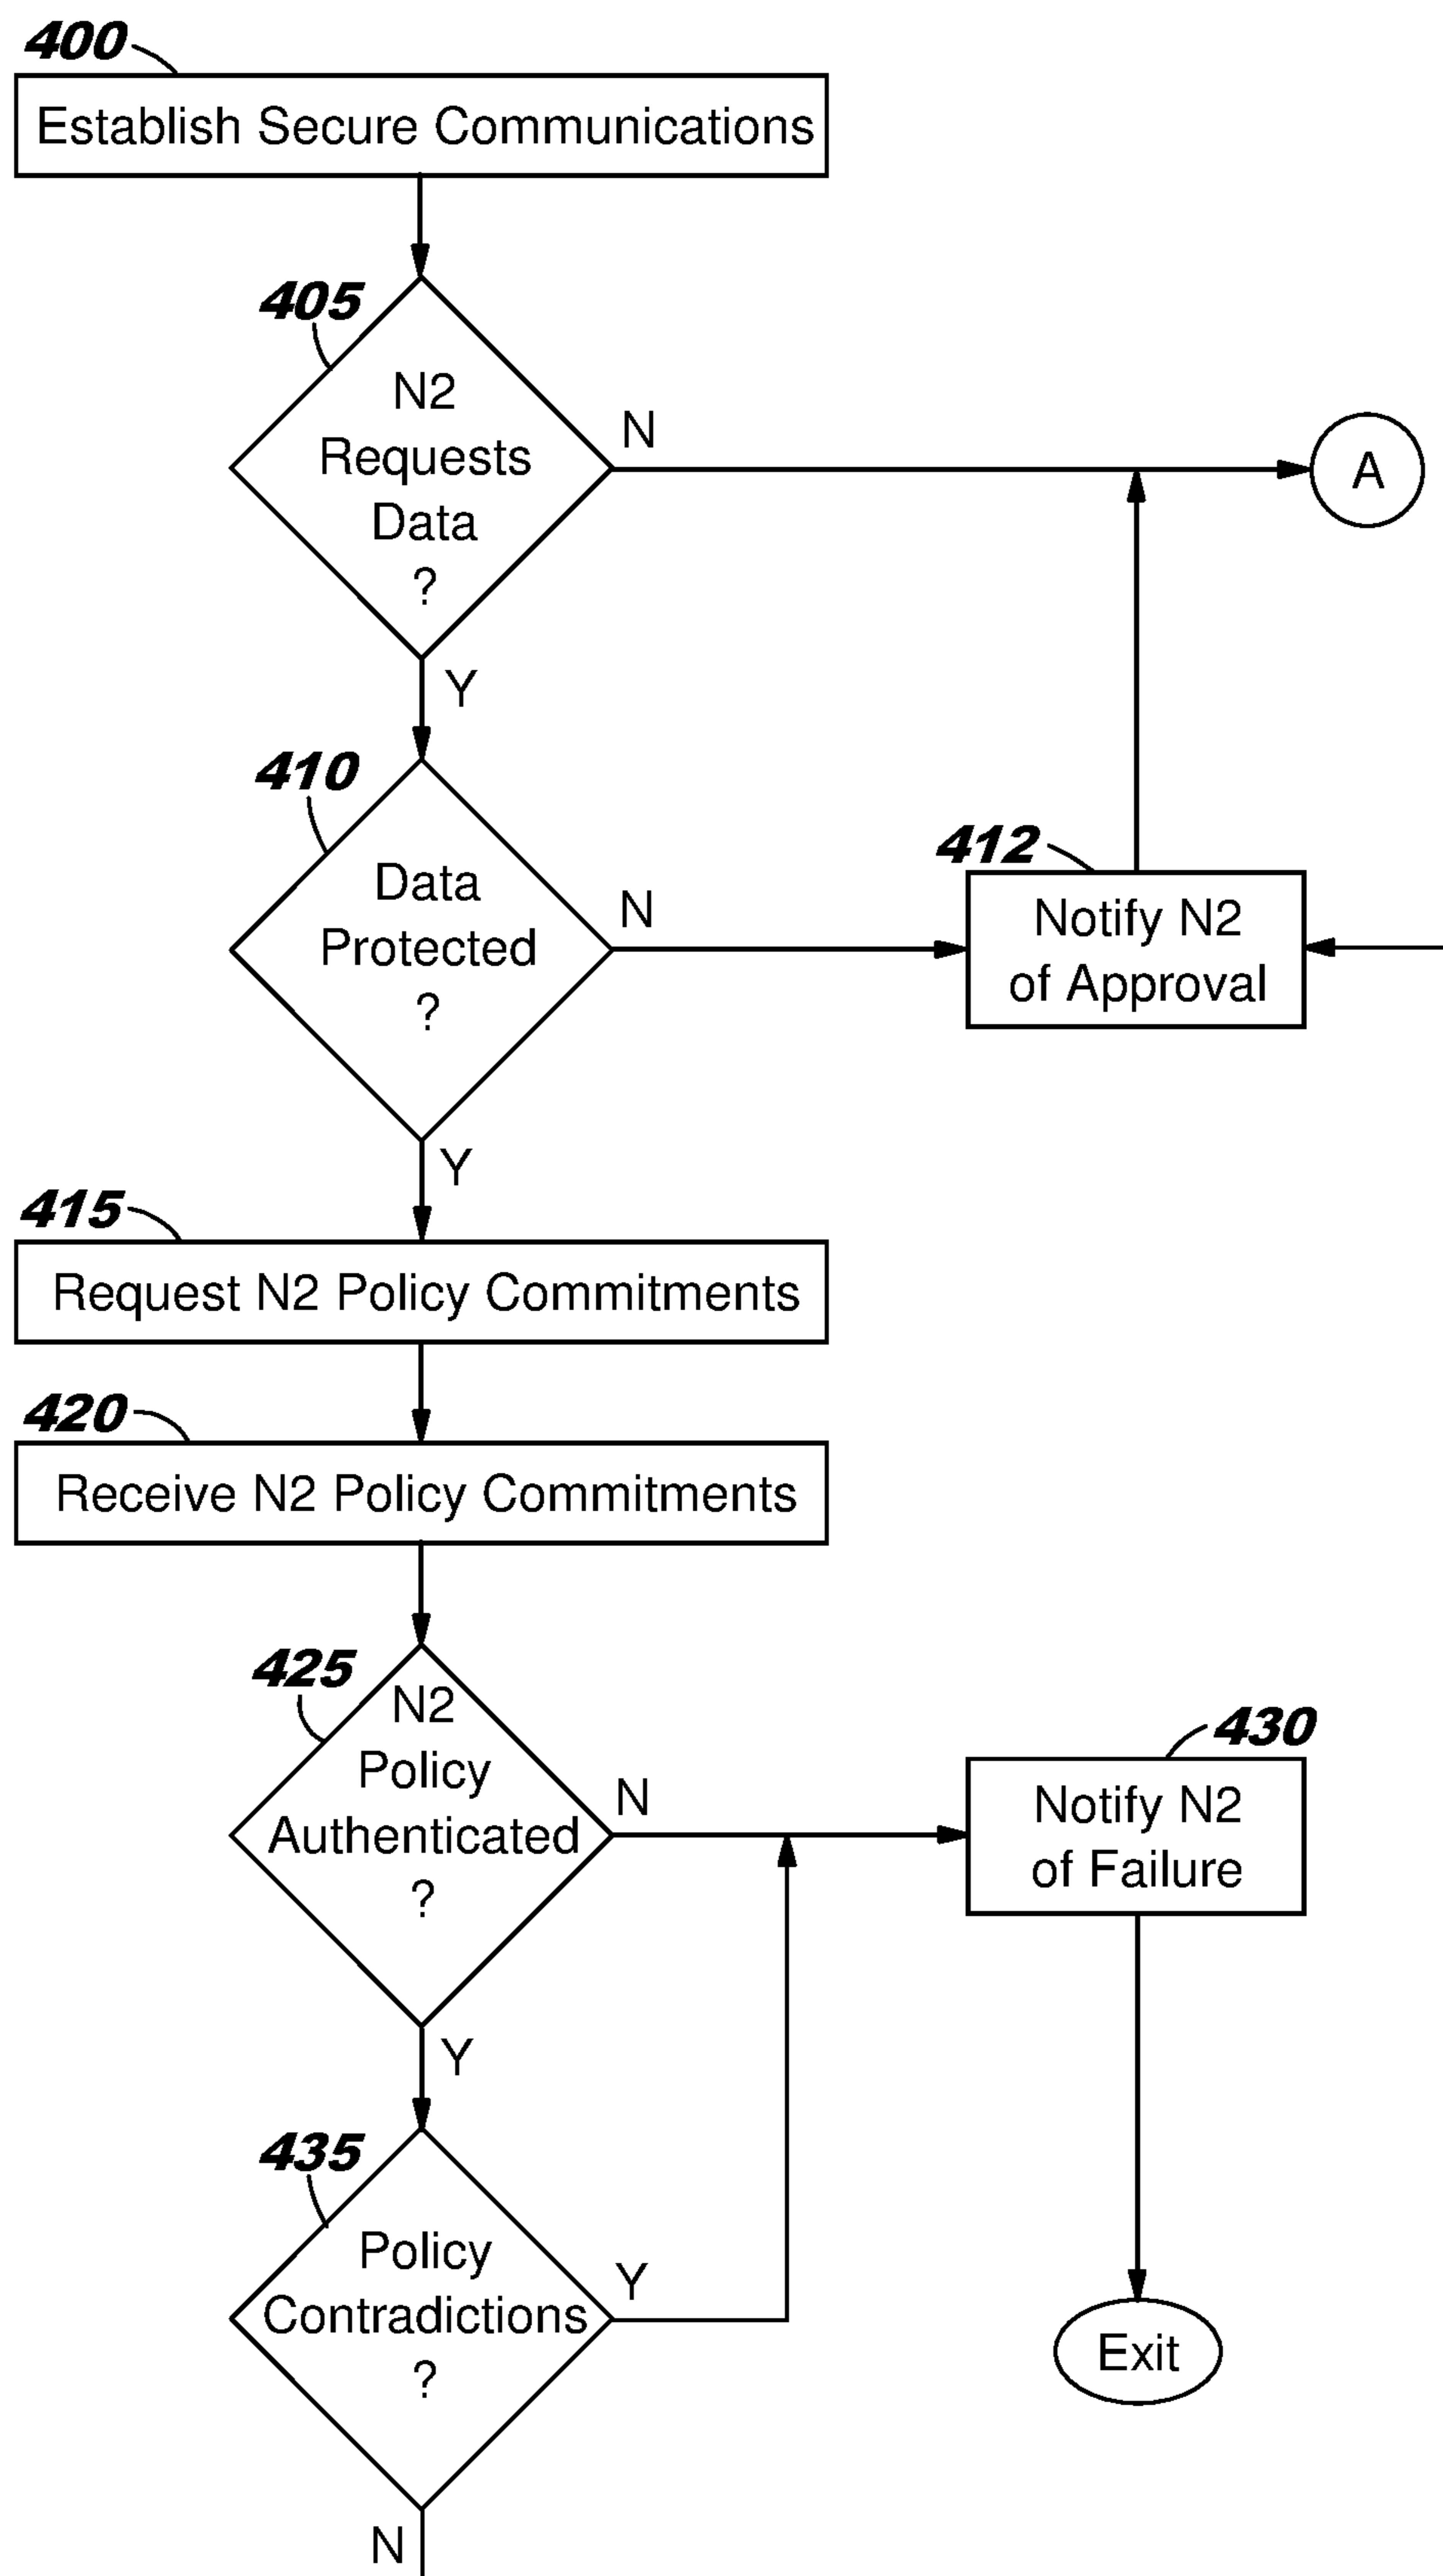 400
Establish Secure Communications
405
N2
Requests
Data
?
N
A
Y
410
Data
Protected
?
N
412
Notify N2
of Approval
Y
415
Request N2 Policy Commitments
420
Receive N2 Policy Commitments
425
N2
Policy
Authenticated
?
N
430
Notify N2
of Failure
Y
435
Policy
Contradictions
?
Y
Exit
N